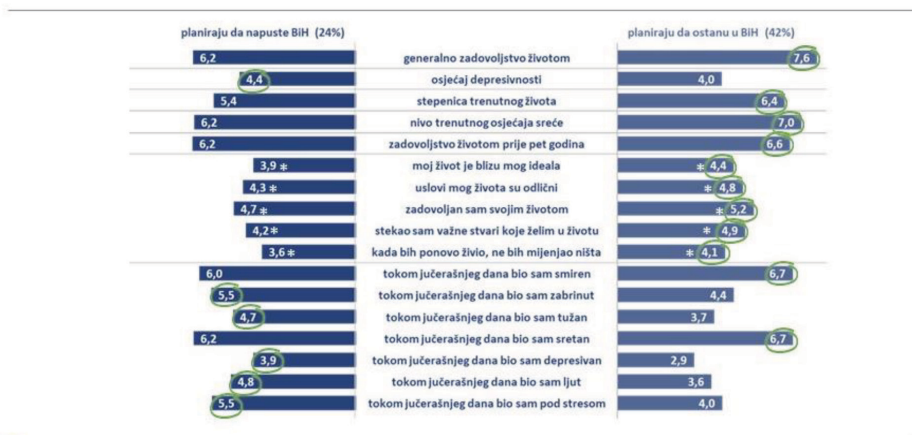 planiraju da napuste BiH (24%) planiraju da ostanu u BiH (42%)
6,2 generalno zadovoljstvo životom 7,6
4,4 osjećaj depresivnosti 4,0
5,4 stepenica trenutnog života 6,4
6,2 nivo trenutnog osjećaja sreće 7,0
6,2 zadovoljstvo životom prije pet godina 6,6
3,9 * moj život je blizu mog ideala * 4,4
4,3 * uslovi mog života su odlični * 4,8
4,7 * zadovoljan sam svojim životom * 5,2
4,2 * stekao sam važne stvari koje želim u životu * 4,9
3,6 * kada bih ponovo živio, ne bih mijenjao ništa * 4,1
6,0 tokom jučerašnjeg dana bio sam smiren 6,7
5,5 tokom jučerašnjeg dana bio sam zabrinut 4,4
4,7 tokom jučerašnjeg dana bio sam tužan 3,7
6,2 tokom jučerašnjeg dana bio sam sretan 6,7
3,9 tokom jučerašnjeg dana bio sam depresivan 2,9
4,8 tokom jučerašnjeg dana bio sam ljut 3,6
5,5 tokom jučerašnjeg dana bio sam pod stresom 4,0